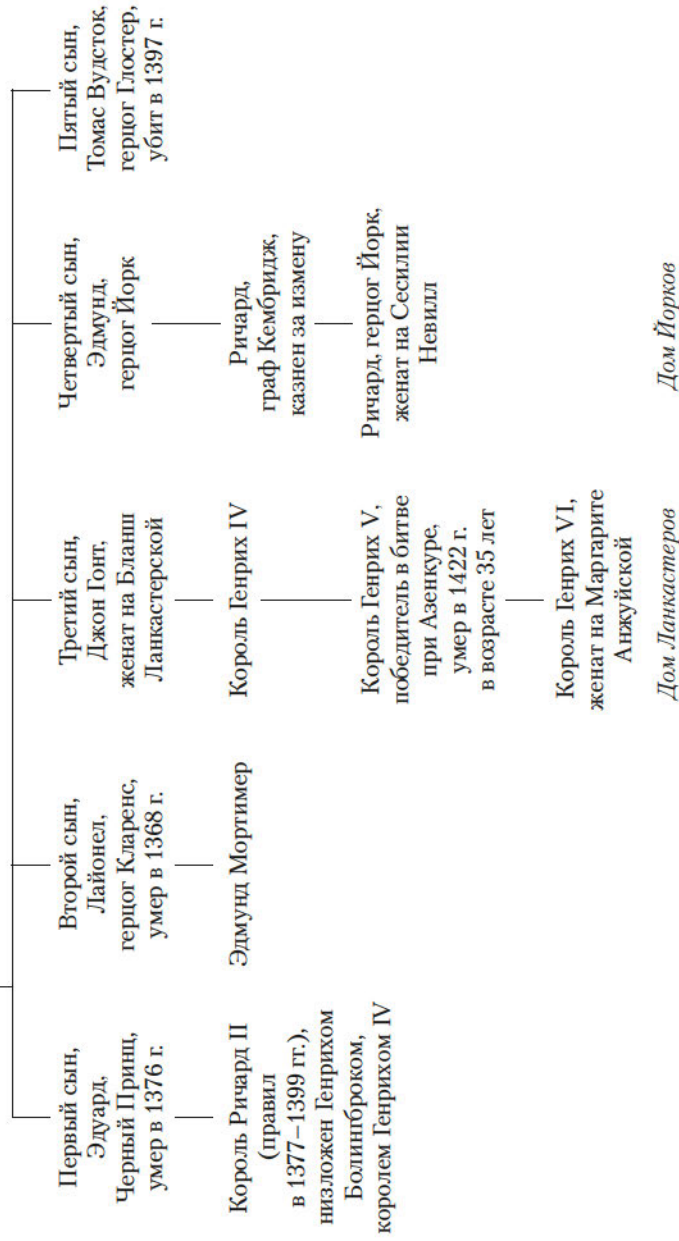 Первый сын,
Эдуард,
Черный Принц,
умер в 1376 г.
Король Ричард II
(правил
в 1377–1399 гг.),
низложен Генрихом
Болингброком,
королем Генрихом IV
Второй сын,
Лайонел,
герцог Кларенс,
умер в 1368 г.
Эдмунд Мортимер
Третий сын,
Джон Гонт,
женат на Бланш
Ланкастерской
Король Генрих IV
Король Генрих V,
победитель в битве
при Азенкуре,
умер в 1422 г.
в возрасте 35 лет
Король Генрих VI,
женат на Маргарите
Анжуйской
Дом Ланкастеров
Четвертый сын,
Эдмунд,
герцог Йорк
Ричард,
граф Кембридж,
казнен за измену
Ричард, герцог Йорк,
женат на Сесилии
Невилл
Дом Йорков
Пятый сын,
Томас Вудсток,
герцог Глостер,
убит в 1397 г.